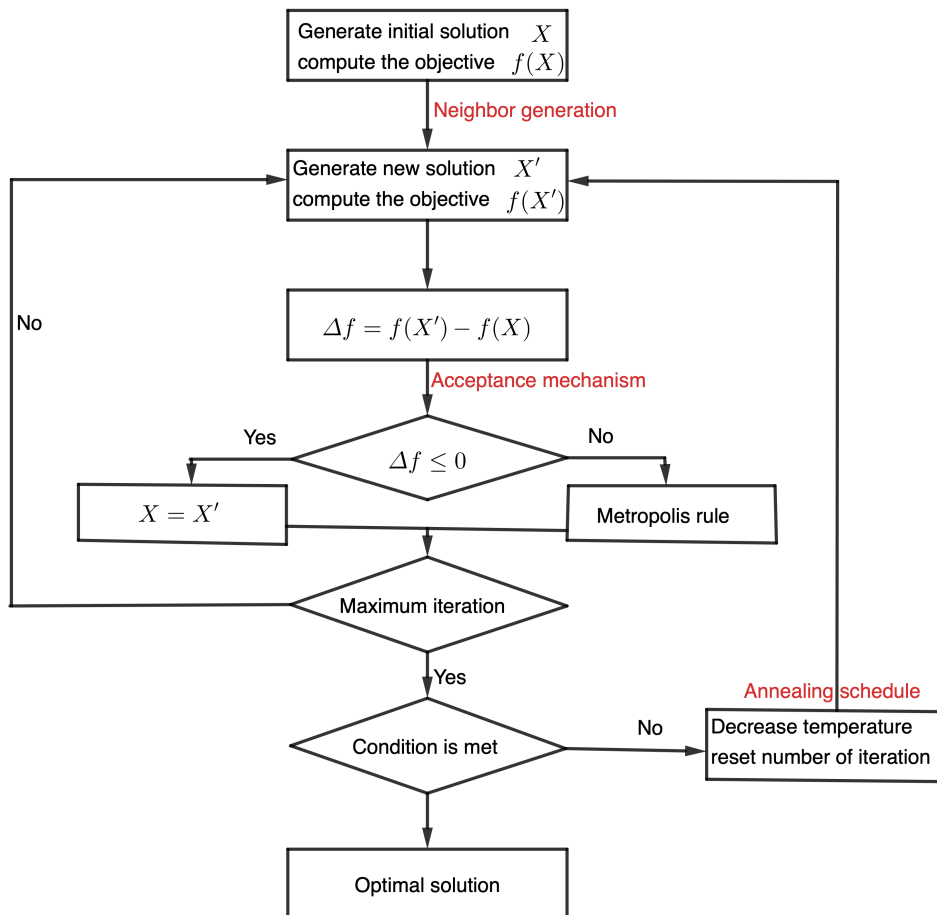 Generate initial solution X
compute the objective f(X)
Neighbor generation
Generate new solution X′
compute the objective f(X′)
No
Δf = f(X′) − f(X)
Acceptance mechanism
Yes
No
Δf ≤ 0
X = X′
Metropolis rule
Maximum iteration
Yes
Annealing schedule
No
Decrease temperature
reset number of iteration
Condition is met
Optimal solution